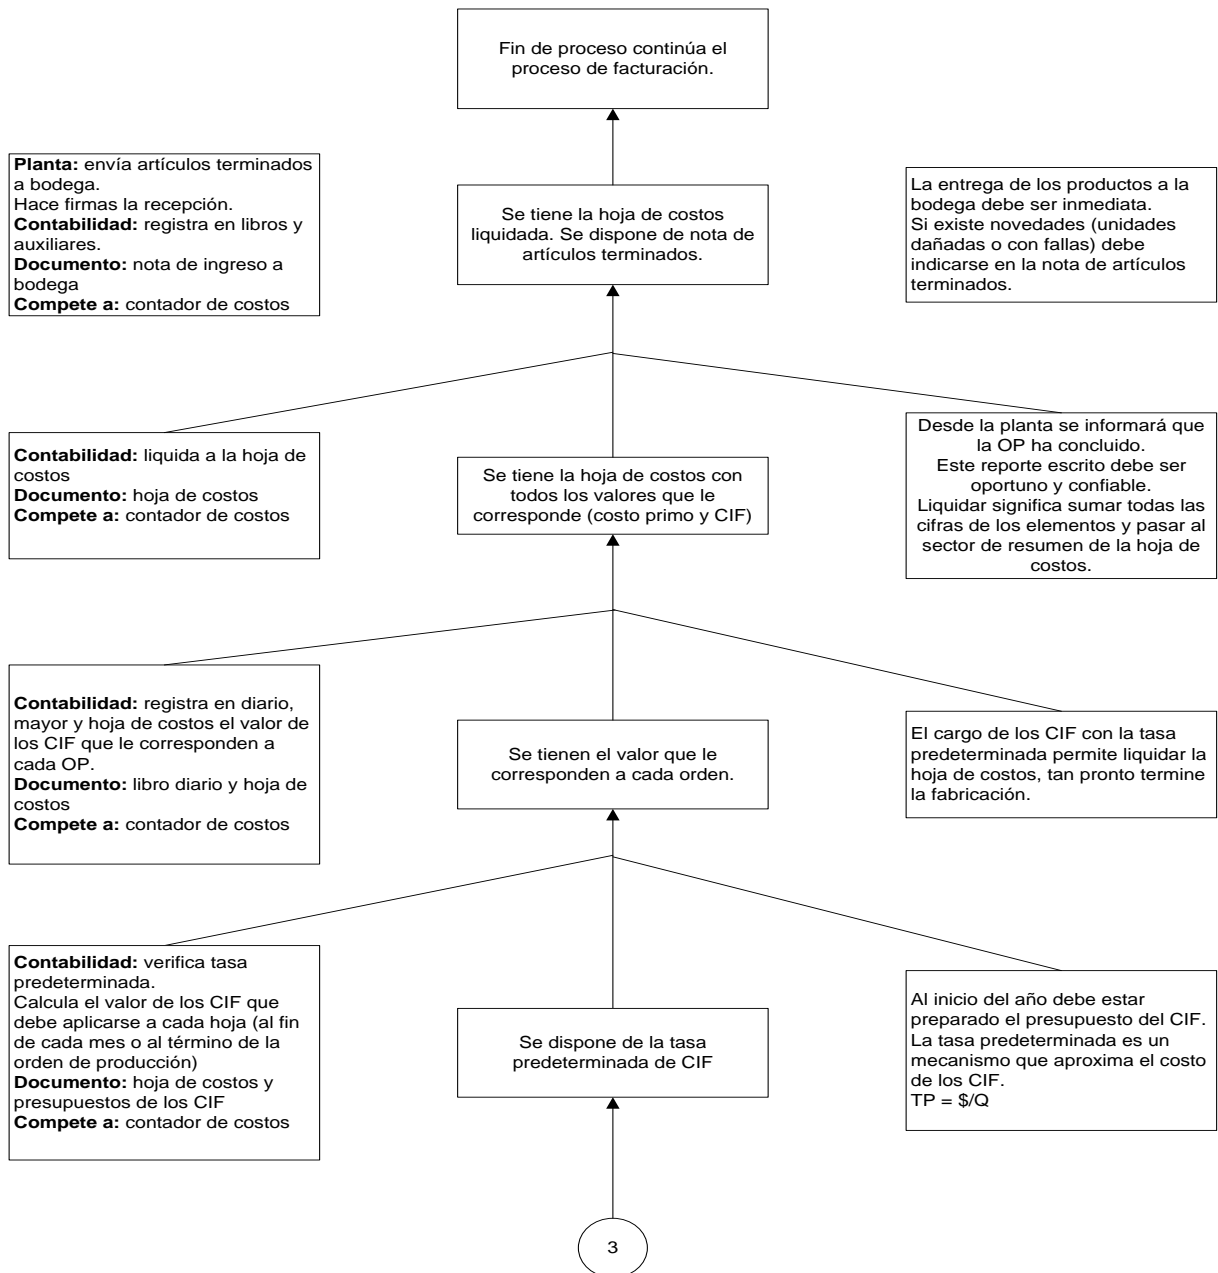 Fin de proceso continúa el
proceso de facturación.
Planta: envía artículos terminados
a bodega.
Hace firmas la recepción.
Contabilidad: registra en libros y
auxiliares.
Documento: nota de ingreso a
bodega
Compete a: contador de costos
Se tiene la hoja de costos
liquidada. Se dispone de nota de
artículos terminados.
La entrega de los productos a la
bodega debe ser inmediata.
Si existe novedades (unidades
dañadas o con fallas) debe
indicarse en la nota de artículos
terminados.
Contabilidad: liquida a la hoja de
costos
Documento: hoja de costos
Compete a: contador de costos
Se tiene la hoja de costos con
todos los valores que le
corresponde (costo primo y CIF)
Desde la planta se informará que
la OP ha concluido.
Este reporte escrito debe ser
oportuno y confiable.
Liquidar significa sumar todas las
cifras de los elementos y pasar al
sector de resumen de la hoja de
costos.
Contabilidad: registra en diario,
mayor y hoja de costos el valor de
los CIF que le corresponden a
cada OP.
Documento: libro diario y hoja de
costos
Compete a: contador de costos
Se tienen el valor que le
corresponden a cada orden.
El cargo de los CIF con la tasa
predeterminada permite liquidar la
hoja de costos, tan pronto termine
la fabricación.
Contabilidad: verifica tasa
predeterminada.
Calcula el valor de los CIF que
debe aplicarse a cada hoja (al fin
de cada mes o al término de la
orden de producción)
Documento: hoja de costos y
presupuestos de los CIF
Compete a: contador de costos
Se dispone de la tasa
predeterminada de CIF
Al inicio del año debe estar
preparado el presupuesto del CIF.
La tasa predeterminada es un
mecanismo que aproxima el costo
de los CIF.
TP = $/Q
3